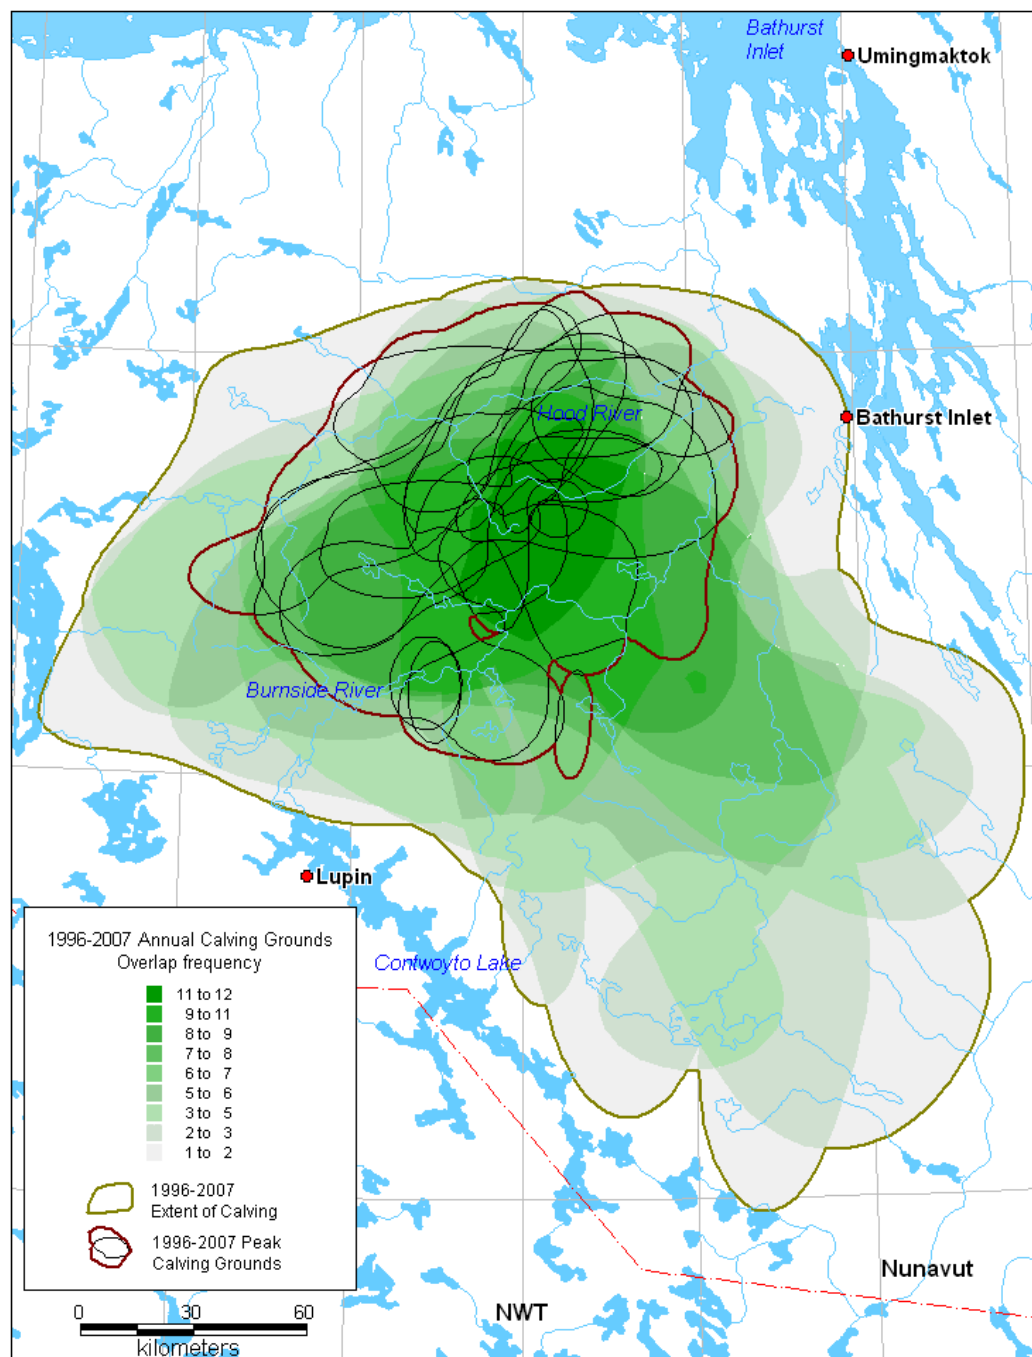 Bathurst
Inlet
Umingmaktok
Hood River
Bathurst Inlet
Burnside River
Lupin
1996-2007 Annual Calving Grounds
Overlap frequency
Contwoyto Lake
11 to 12
9 to 11
8 to 9
7 to 8
6 to 7
5 to 6
3 to 5
2 to 3
1 to 2
1996-2007
Extent of Calving
1996-2007 Peak
Calving Grounds
Nunavut
0 30 60
NWT
kilometers